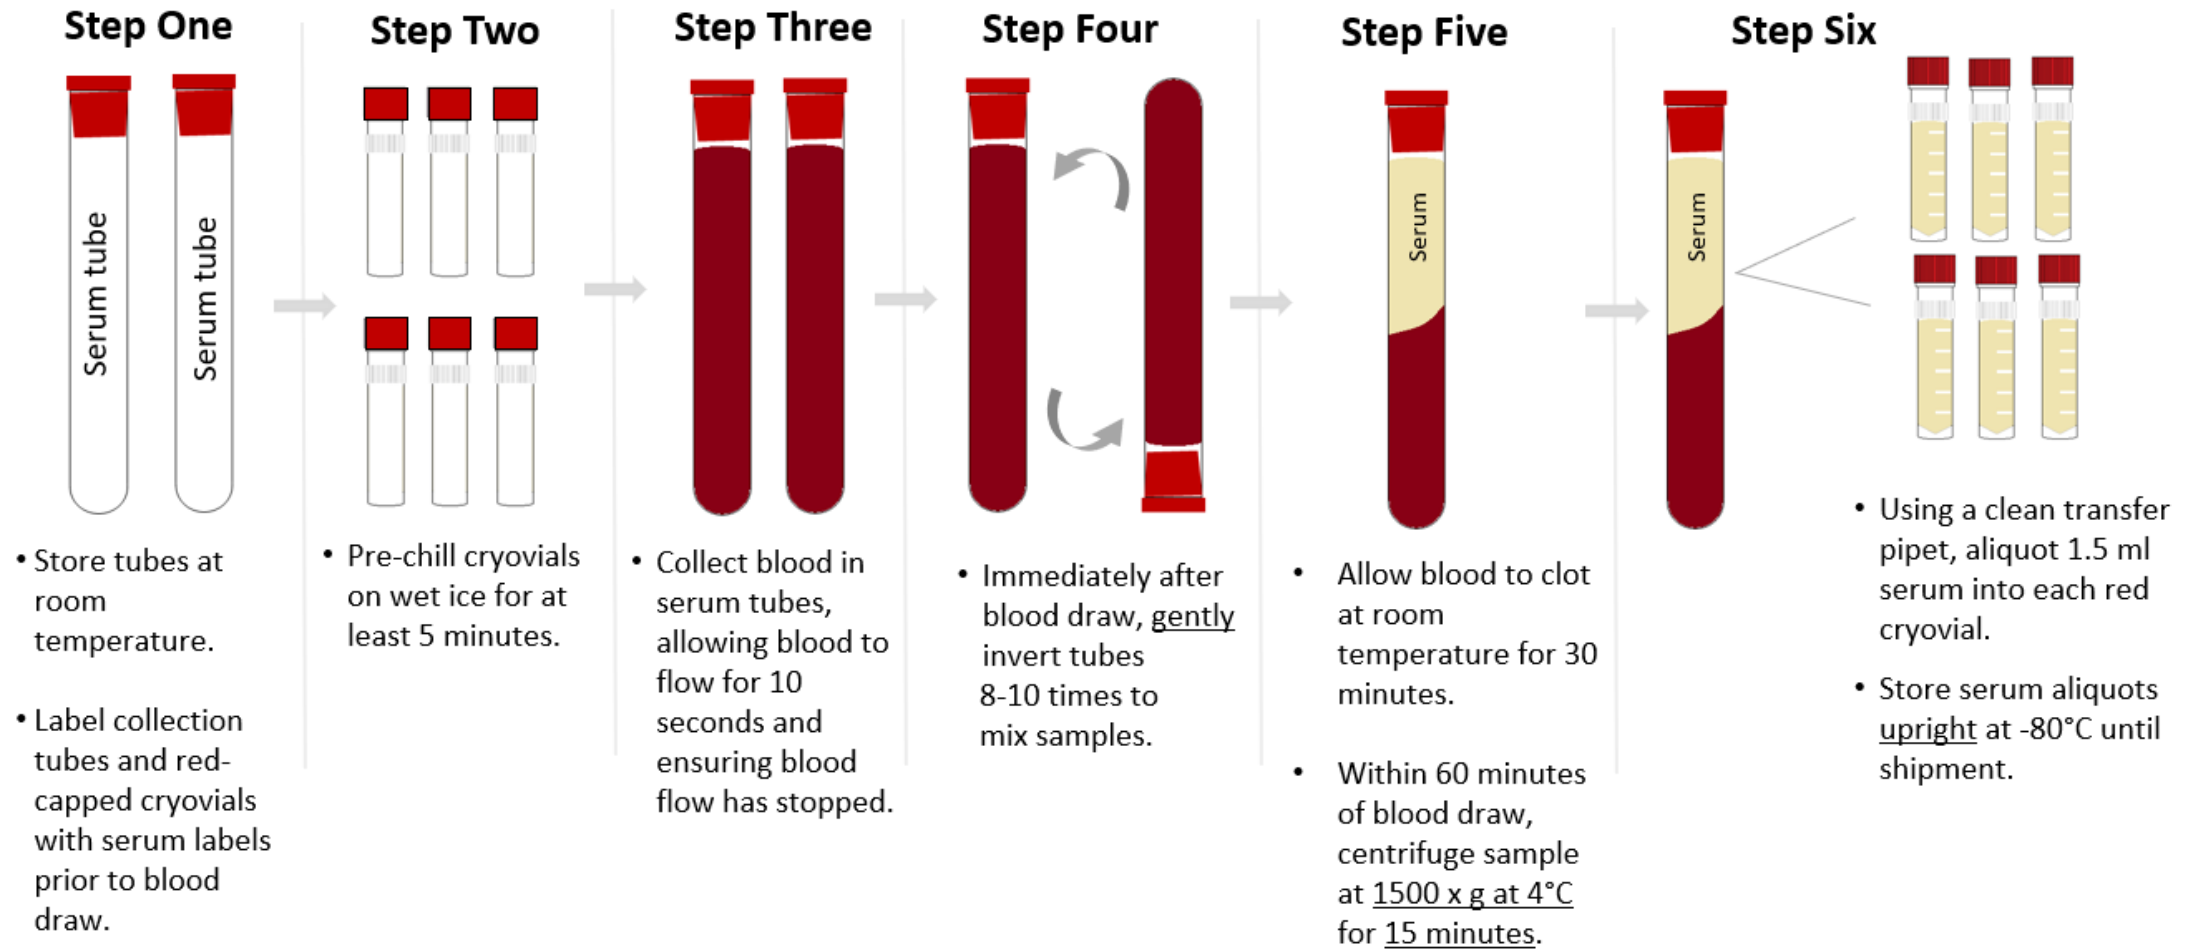 Step One
Serum tube
Serum tube
• Store tubes at
room
temperature.
• Label collection
tubes and red-
capped cryovials
with serum labels
prior to blood
draw.
Step Two
• Pre-chill cryovials
on wet ice for at
least 5 minutes.
Step Three
• Collect blood in
serum tubes,
allowing blood to
flow for 10
seconds and
ensuring blood
flow has stopped.
Step Four
• Immediately after
blood draw, gently
invert tubes
8-10 times to
mix samples.
Step Five
Serum
• Allow blood to clot
at room
temperature for 30
minutes.
• Within 60 minutes
of blood draw,
centrifuge sample
at 1500 x g at 4°C
for 15 minutes.
Step Six
Serum
• Using a clean transfer
pipet, aliquot 1.5 ml
serum into each red
cryovial.
• Store serum aliquots
upright at -80°C until
shipment.